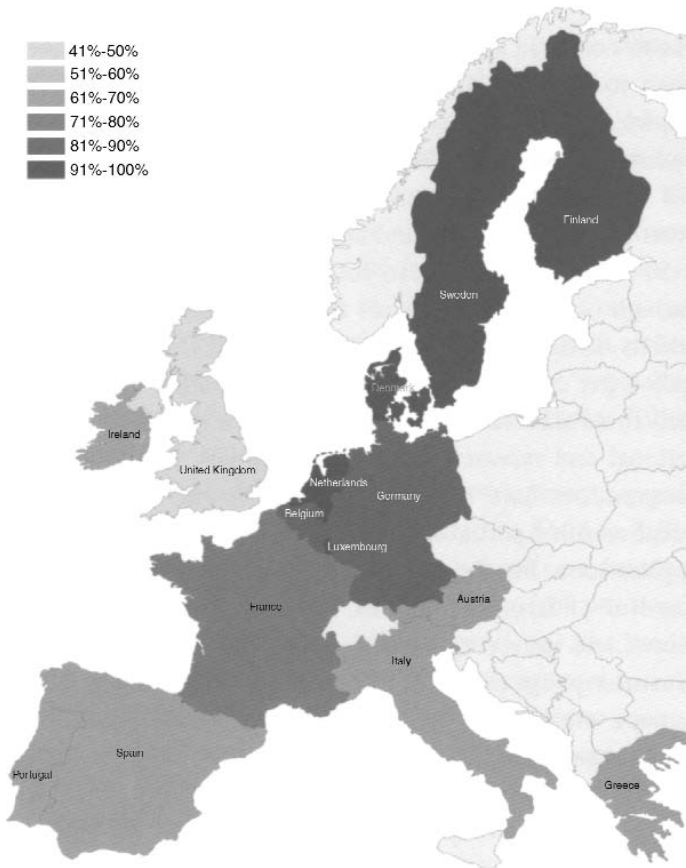 41%-50%
51%-60%
61%-70%
71%-80%
81%-90%
91%-100%
Finland
Sweden
Denmark
Ireland
United Kingdom
Netherlands
Germany
Belgium
Luxembourg
France
Austria
Italy
Spain
Portugal
Greece